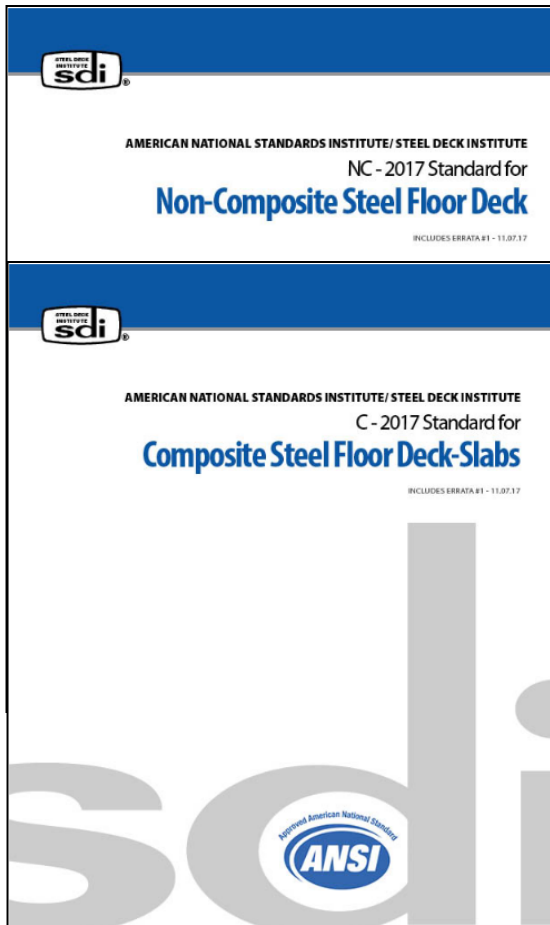 STEEL DECK
INSTITUTE
sdi
®
AMERICAN NATIONAL STANDARDS INSTITUTE/ STEEL DECK INSTITUTE
NC - 2017 Standard for
Non-Composite Steel Floor Deck
INCLUDES ERRATA #1 - 11.07.17
STEEL DECK
INSTITUTE
sdi
®
AMERICAN NATIONAL STANDARDS INSTITUTE/ STEEL DECK INSTITUTE
C - 2017 Standard for
Composite Steel Floor Deck-Slabs
INCLUDES ERRATA #1 - 11.07.17
sdi
Approved American National Standard
ANSI